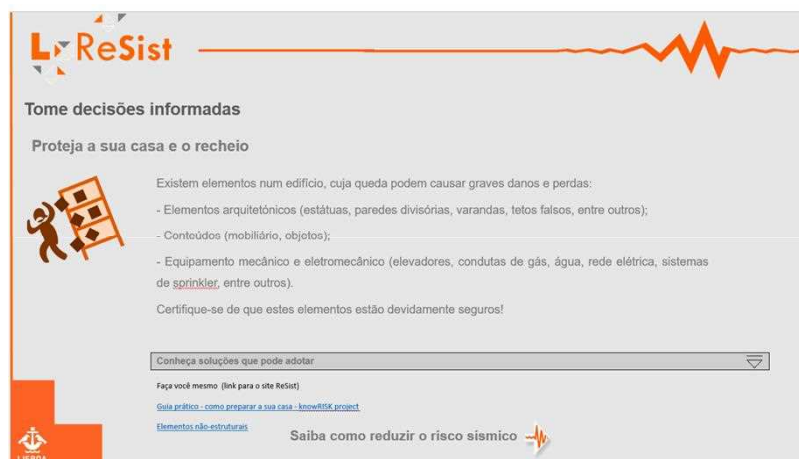 LxReSist
Tome decisões informadas
Proteja a sua casa e o recheio
Existem elementos num edifício, cuja queda podem causar graves danos e perdas:
- Elementos arquitetónicos (estátuas, paredes divisórias, varandas, tetos falsos, entre outros);
- Conteúdos (mobiliário, objetos);
- Equipamento mecânico e eletromecânico (elevadores, condutas de gás, água, rede elétrica, sistemas
de sprinkler, entre outros).
Certifique-se de que estes elementos estão devidamente seguros!
Conheça soluções que pode adotar
Faça você mesmo (link para o site ReSist)
Guia prático - como preparar a sua casa - knowRISK project
Elementos não-estruturais
Saiba como reduzir o risco sísmico
LISBOA